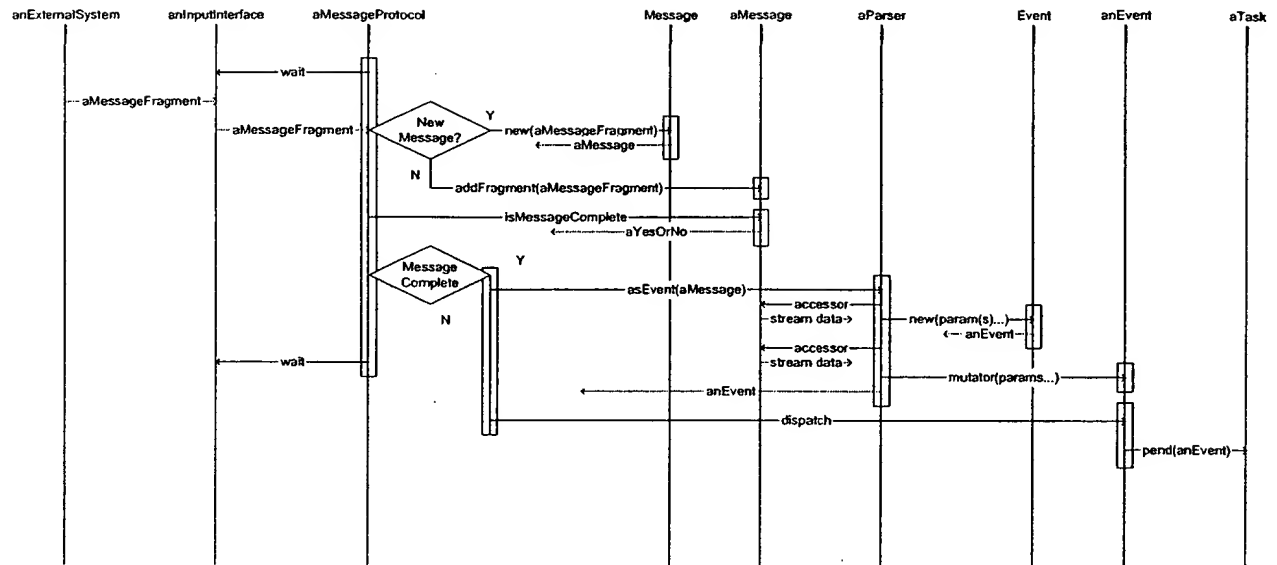 anExternalSystem anInputInterface aMessageProtocol Message aMessage aParser Event anEvent aTask
wait
aMessageFragment
aMessageFragment
New
Message?
Y
new(aMessageFragment)
aMessage
N
addFragment(aMessageFragment)
isMessageComplete
aYesOrNo
Message
Complete
Y
N
asEvent(aMessage)
accessor
stream data
new(param(s)...)
anEvent
accessor
stream data
wait
mutator(params...)
anEvent
dispatch
pend(anEvent)